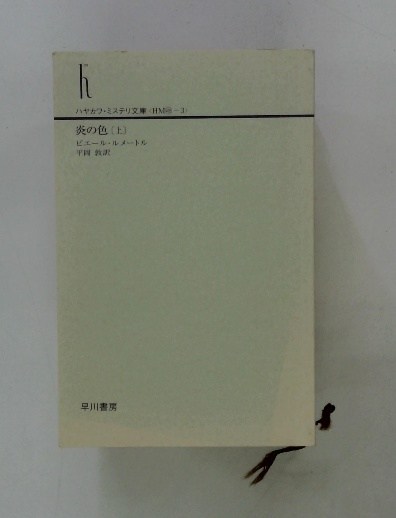 h
ハヤカワ・ミステリ文庫〈HM㊵-3〉
炎の色〔上〕
ピエール・ルメートル
平岡 敦訳
早川書房